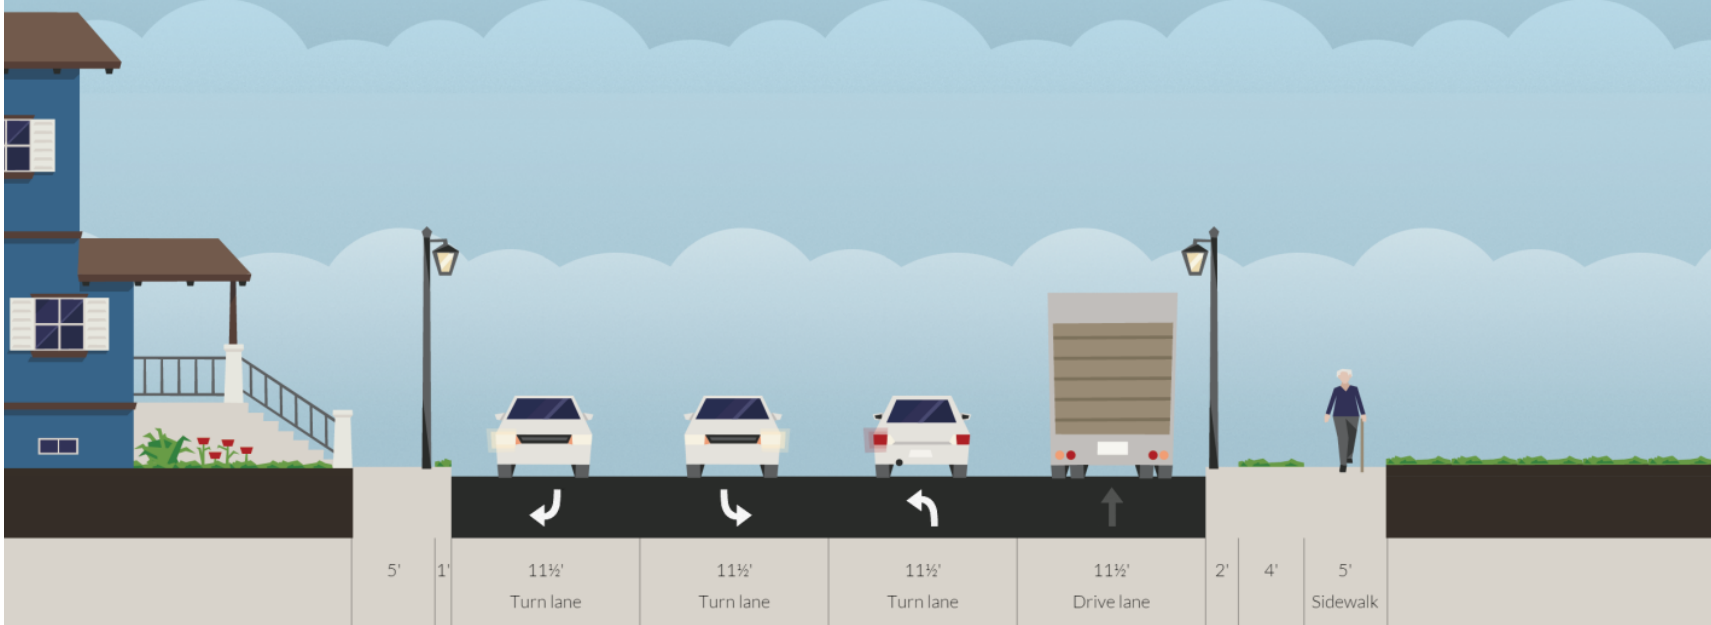 5' 1' 11½' 11½' 11½' 11½' 2' 4' 5'
Turn lane Turn lane Turn lane Drive lane Sidewalk